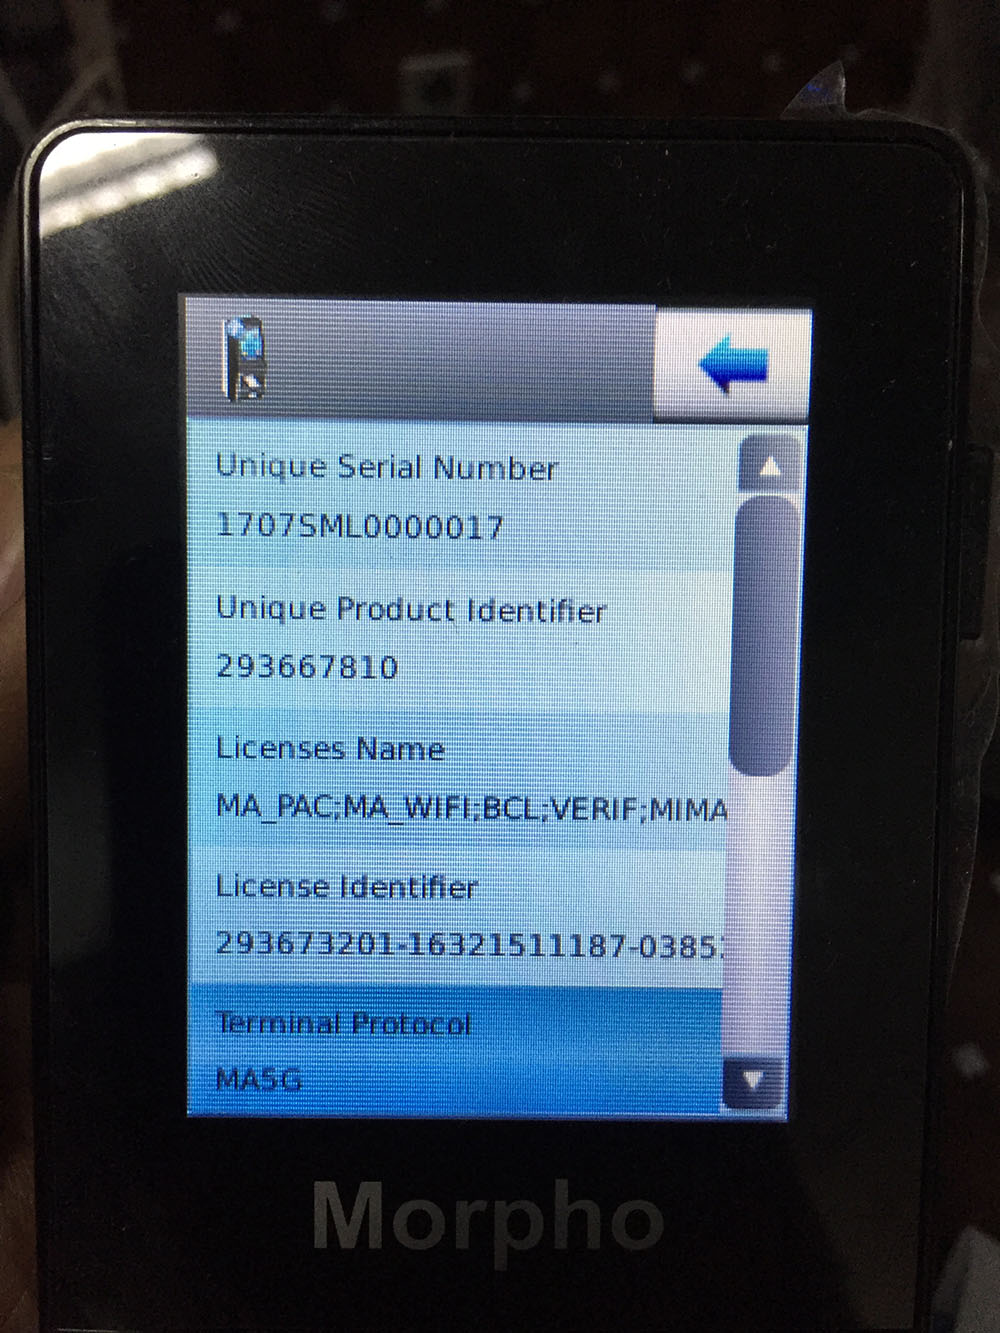 Unique Serial Number
1707SML0000017
Unique Product Identifier
293667810
Licenses Name
MA_PAC;MA_WIFI;BCL;VERIF;MIMA
License Identifier
293673201-16321511187-0385
Terminal Protocol
MA5G
Morpho